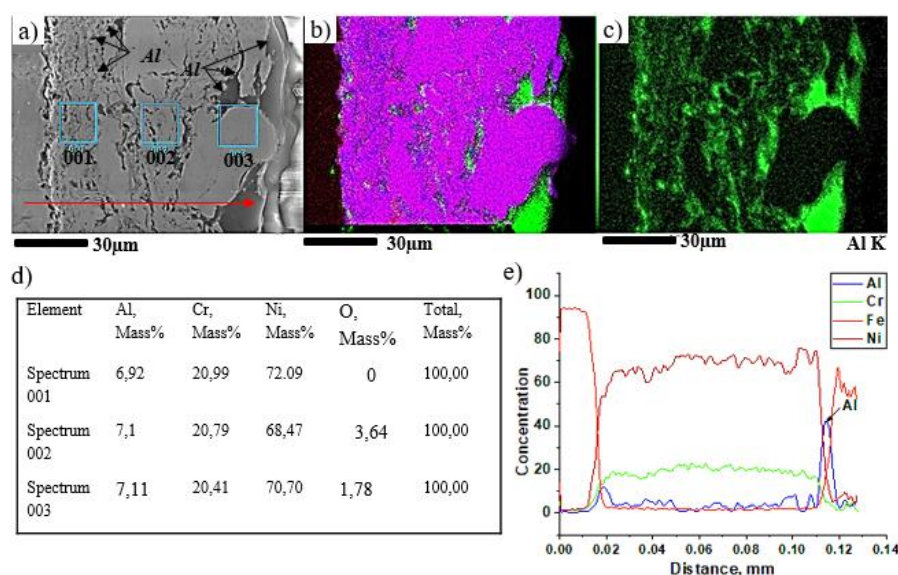 a)
Al
Al
001
002
003
30µm
b)
30µm
c)
30µm
Al K
d)
Element
Al,
Mass%
Cr,
Mass%
Ni,
Mass%
O,
Mass%
Total,
Mass%
Spectrum
001
6,92
20,99
72.09
0
100,00
Spectrum
002
7,1
20,79
68,47
3,64
100,00
Spectrum
003
7,11
20,41
70,70
1,78
100,00
e)
Al
Cr
Fe
Ni
100
80
60
40
20
0
Al
Concentration
0.00 0.02 0.04 0.06 0.08 0.10 0.12 0.14
Distance, mm